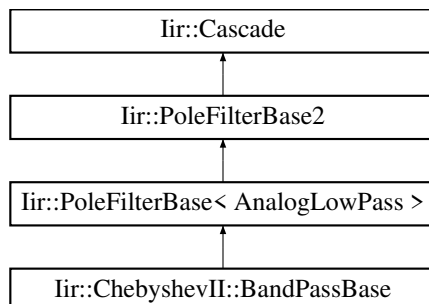 Iir::Cascade
Iir::PoleFilterBase2
Iir::PoleFilterBase< AnalogLowPass >
Iir::ChebyshevII::BandPassBase